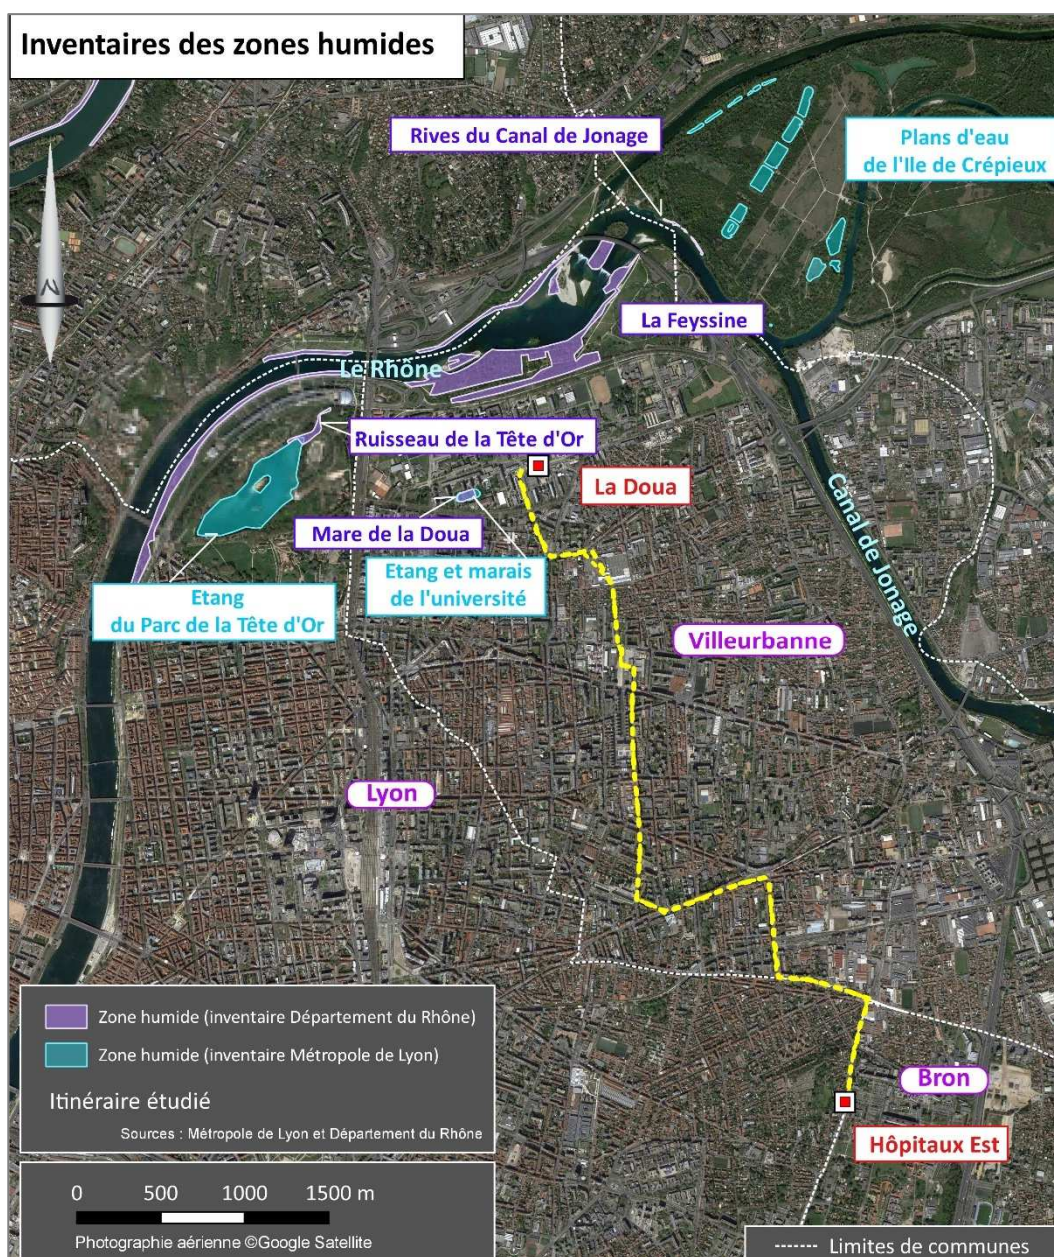 Inventaires des zones humides
Rives du Canal de Jonage
Plans d'eau
de l'Ile de Crépieux
La Feyssine
Le Rhône
Ruisseau de la Tête d'Or
La Doua
Mare de la Doua
Etang et marais
de l'université
Etang
du Parc de la Tête d'Or
Canal de Jonage
Villeurbanne
Lyon
Bron
Hôpitaux Est
Zone humide (inventaire Département du Rhône)
Zone humide (inventaire Métropole de Lyon)
Itinéraire étudié
Sources : Métropole de Lyon et Département du Rhône
0 500 1000 1500 m
Photographie aérienne ©Google Satellite
Limites de communes